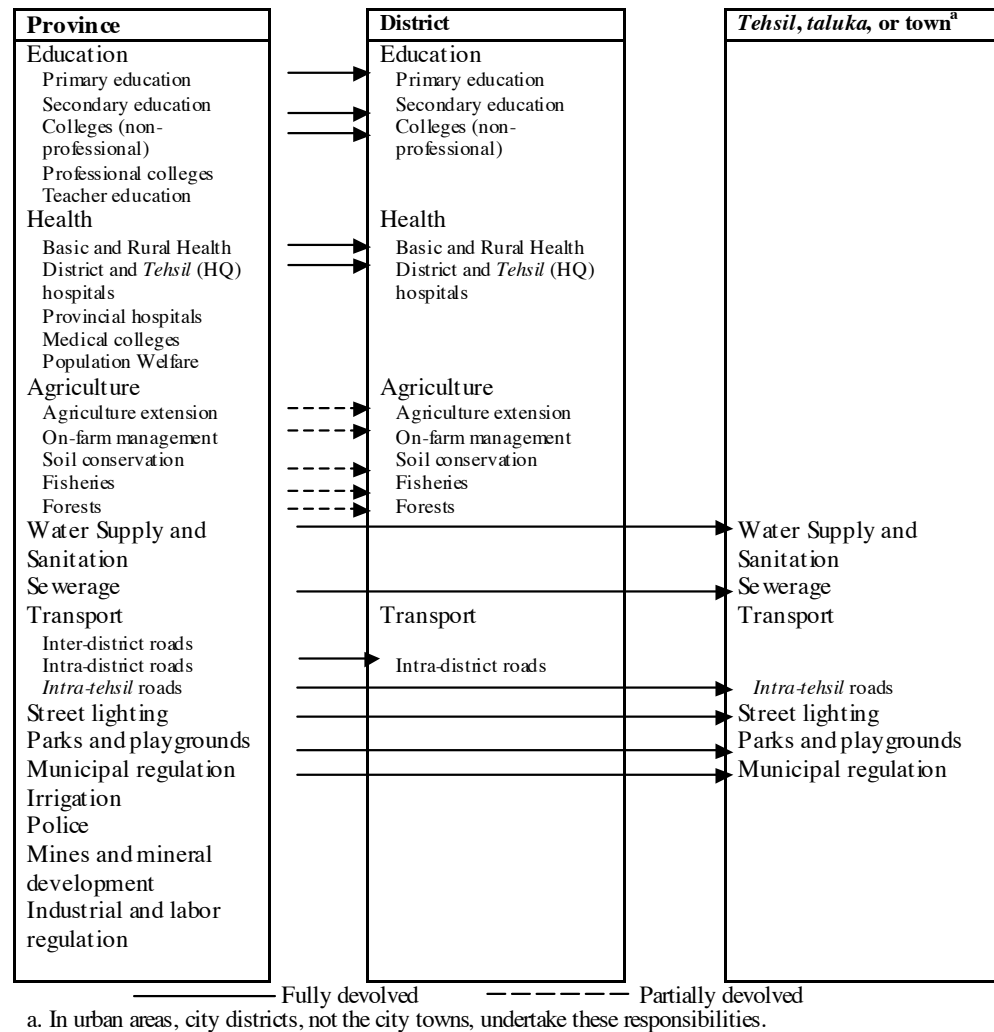 Province
Education
Primary education
Secondary education
Colleges (non-
professional)
Professional colleges
Teacher education
Health
Basic and Rural Health
District and Tehsil (HQ)
hospitals
Provincial hospitals
Medical colleges
Population Welfare
Agriculture
Agriculture extension
On-farm management
Soil conservation
Fisheries
Forests
Water Supply and
Sanitation
Sewerage
Transport
Inter-district roads
Intra-district roads
Intra-tehsil roads
Street lighting
Parks and playgrounds
Municipal regulation
Irrigation
Police
Mines and mineral
development
Industrial and labor
regulation
District
Education
Primary education
Secondary education
Colleges (non-
professional)
Health
Basic and Rural Health
District and Tehsil (HQ)
hospitals
Agriculture
Agriculture extension
On-farm management
Soil conservation
Fisheries
Forests
Transport
Intra-district roads
Tehsil, taluka, or town a
Water Supply and
Sanitation
Sewerage
Transport
Intra-tehsil roads
Street lighting
Parks and playgrounds
Municipal regulation
Fully devolved Partially devolved
a. In urban areas, city districts, not the city towns, undertake these responsibilities.